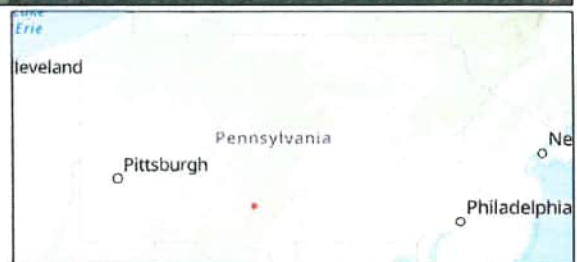 Erie
leveland
Pennsylvania
Ne
Pittsburgh
Philadelphia